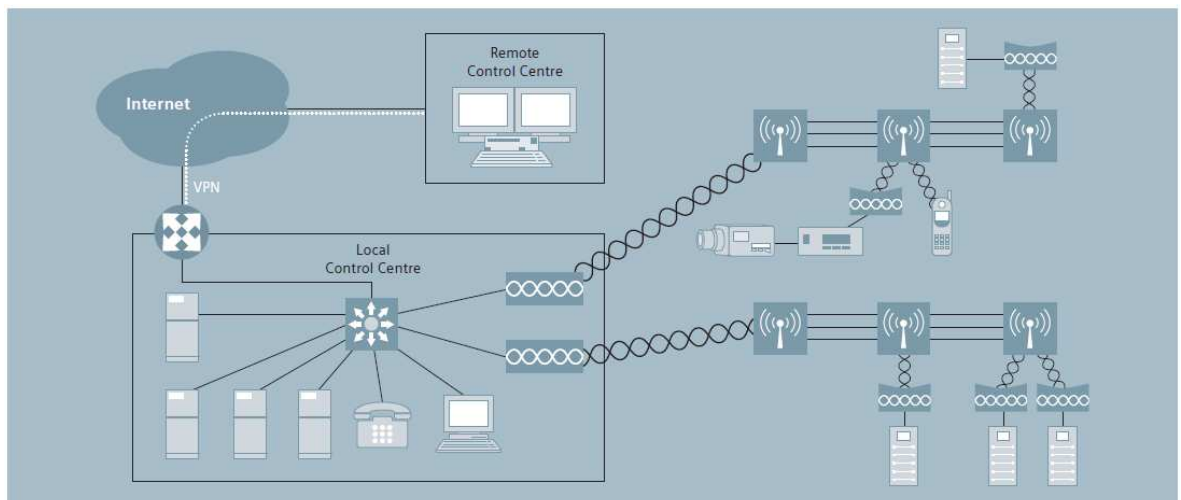 Remote
Control Centre
Internet
VPN
Local
Control Centre